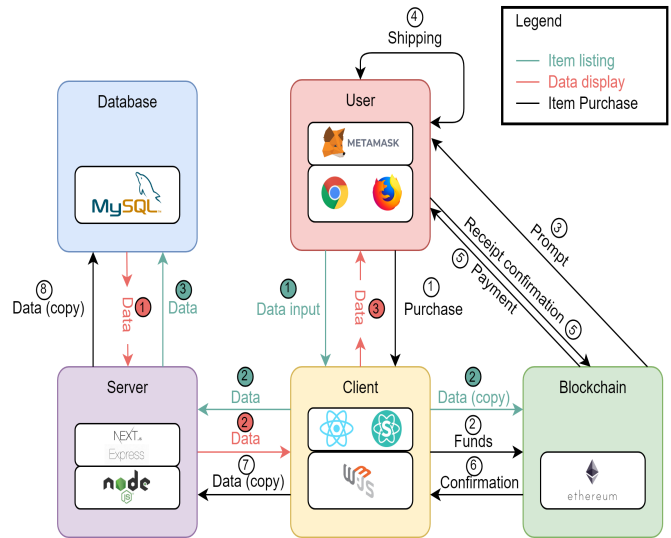 4
Shipping
Legend
Item listing
Data display
Item Purchase
Database
MySQL
User
METAMASK
3
Prompt
Receipt confirmation
5
5
Payment
8
Data (copy)
1
Data
3
Data
1
Data input
3
Data
1
Purchase
Server
NEXT.JS
Express
node
JS
2
Data
2
Data
7
Data (copy)
Client
S
W3JS
2
Data (copy)
2
Funds
6
Confirmation
Blockchain
ethereum